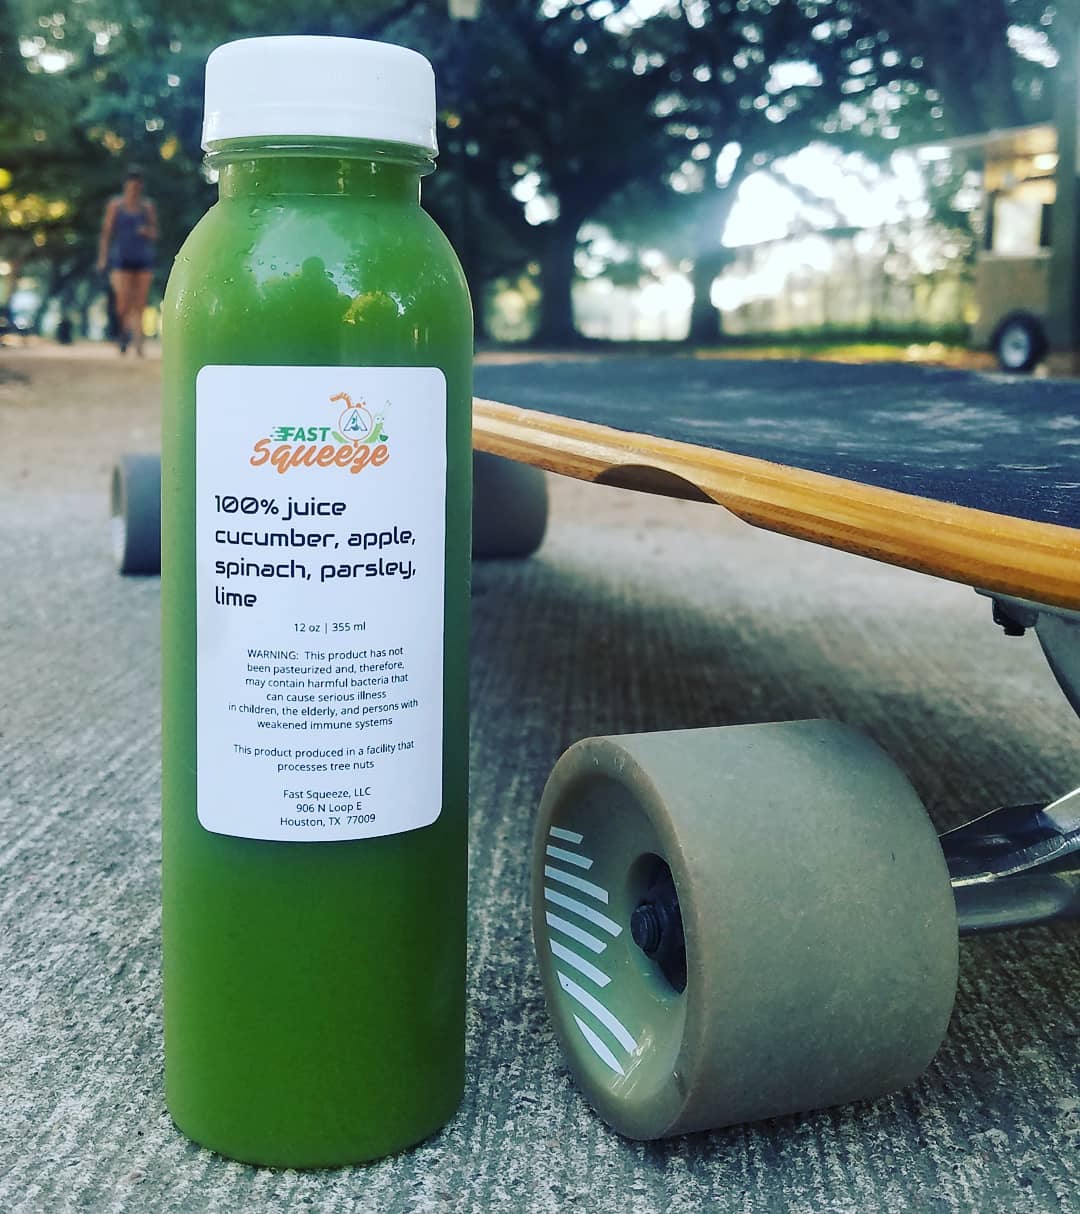 FAST
Squeeze
100% juice
cucumber, apple,
spinach, parsley,
lime
12 oz | 355 ml
WARNING: This product has not
been pasteurized and, therefore,
may contain harmful bacteria that
can cause serious illness
in children, the elderly, and persons with
weakened immune systems
This product produced in a facility that
processes tree nuts
Fast Squeeze, LLC
906 N Loop E
Houston, TX 77009